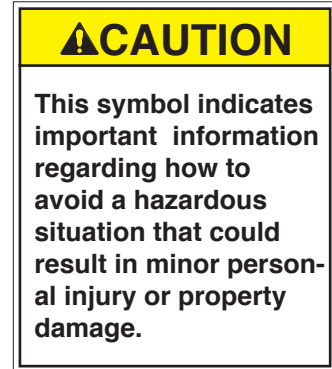 CAUTION
This symbol indicates
important information
regarding how to
avoid a hazardous
situation that could
result in minor person-
al injury or property
damage.